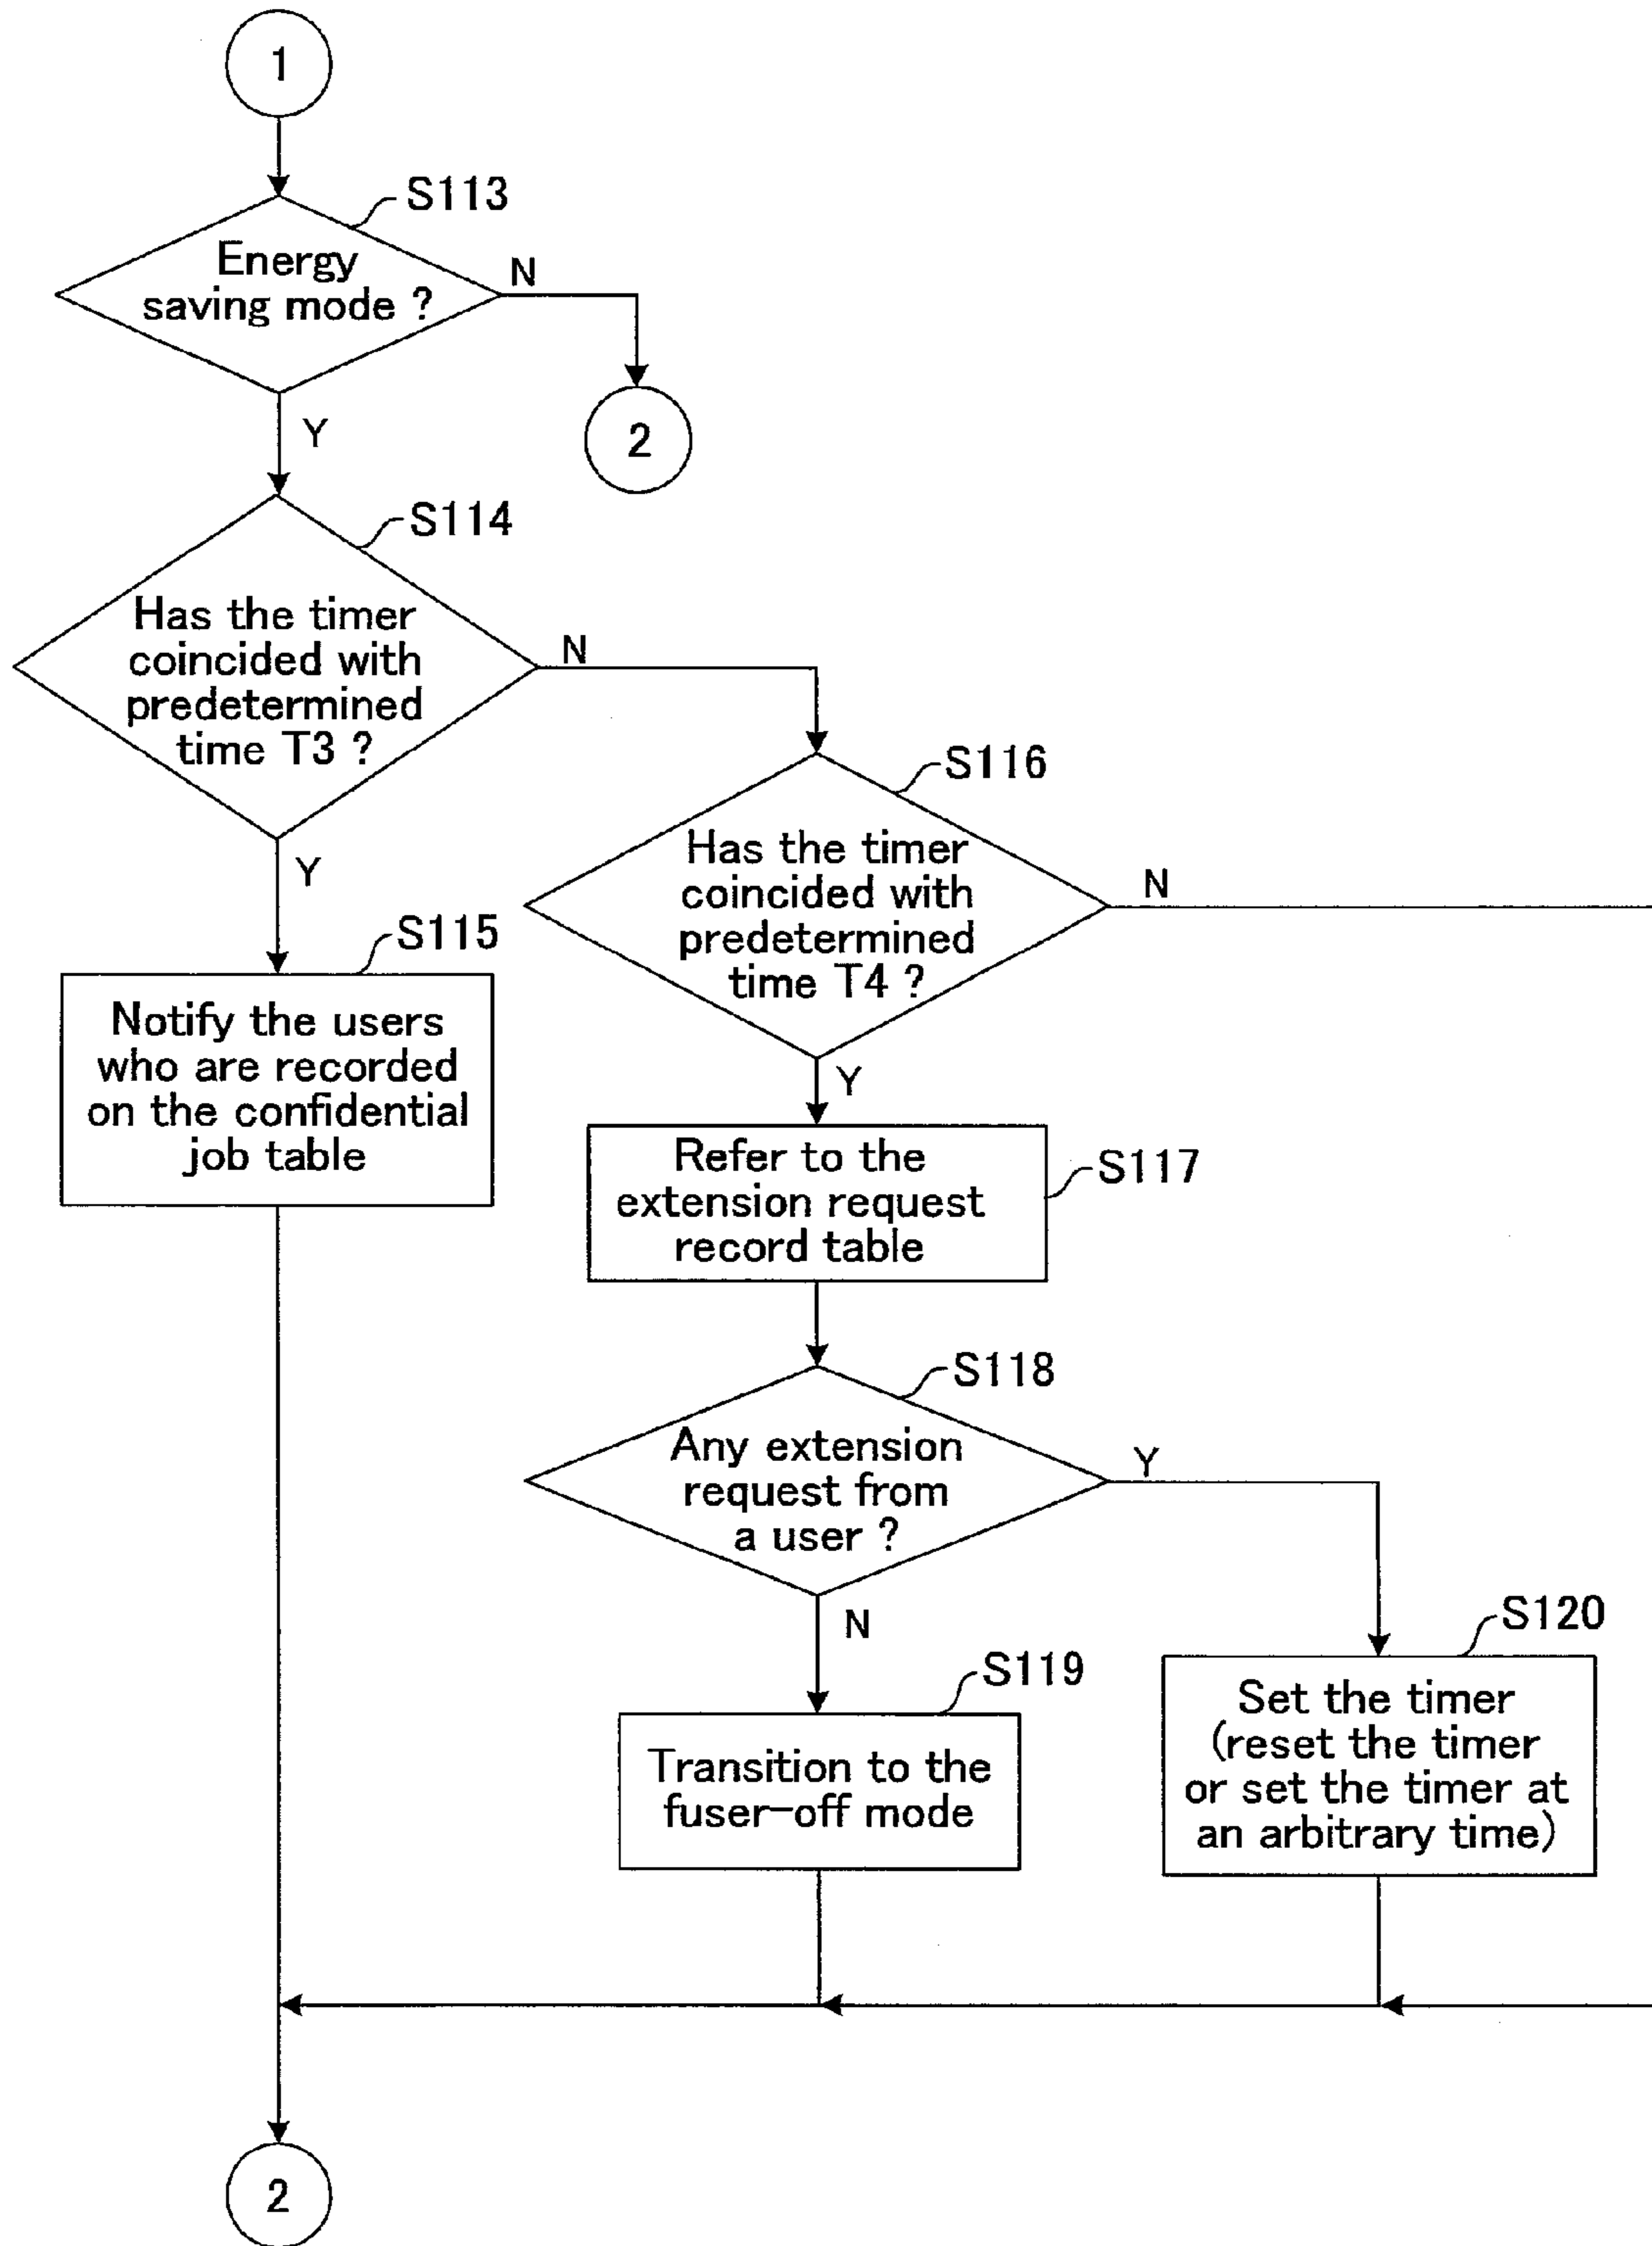 1
S113
Energy
saving mode ?
N
Y
2
S114
Has the timer
coincided with
predetermined
time T3 ?
N
Y
S116
Has the timer
coincided with
predetermined
time T4 ?
N
Y
S115
Notify the users
who are recorded
on the confidential
job table
S117
Refer to the
extension request
record table
S118
Any extension
request from
a user ?
Y
N
S119
Transition to the
fuser-off mode
S120
Set the timer
(reset the timer
or set the timer at
an arbitrary time)
2